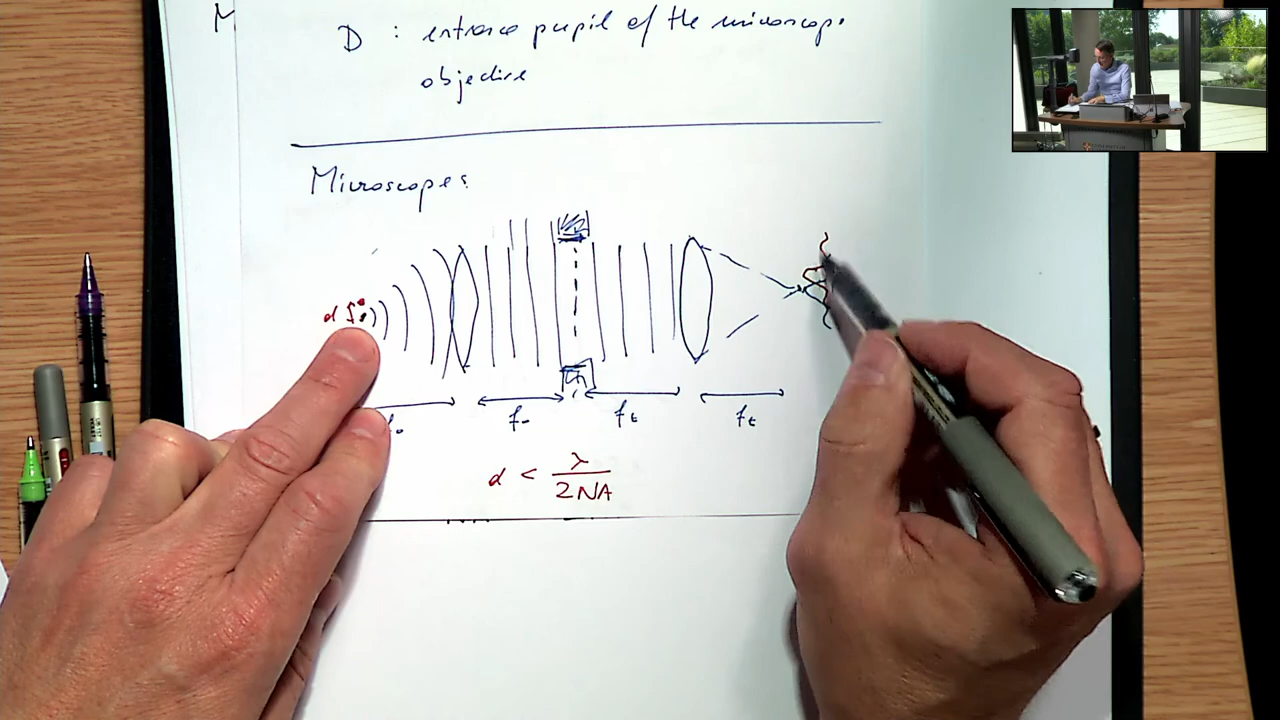 M
D : entrance pupil of the microscope
objective
Microscopes:
d
f₀ f₀ fₜ fₜ
d < λ / 2NA